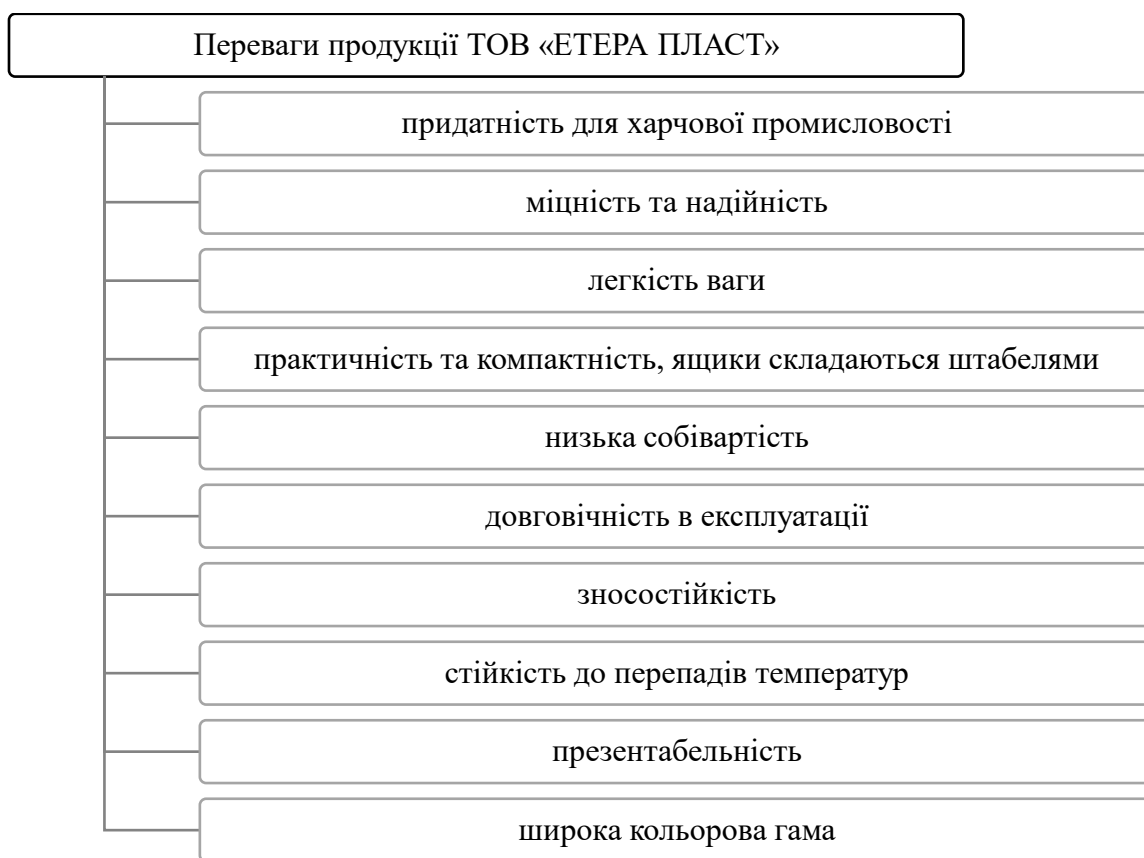 Переваги продукції ТОВ «ЕТЕРА ПЛАСТ»
придатність для харчової промисловості
міцність та надійність
легкість ваги
практичність та компактність, ящики складаються штабелями
низька собівартість
довговічність в експлуатації
зносостійкість
стійкість до перепадів температур
презентабельність
широка кольорова гама